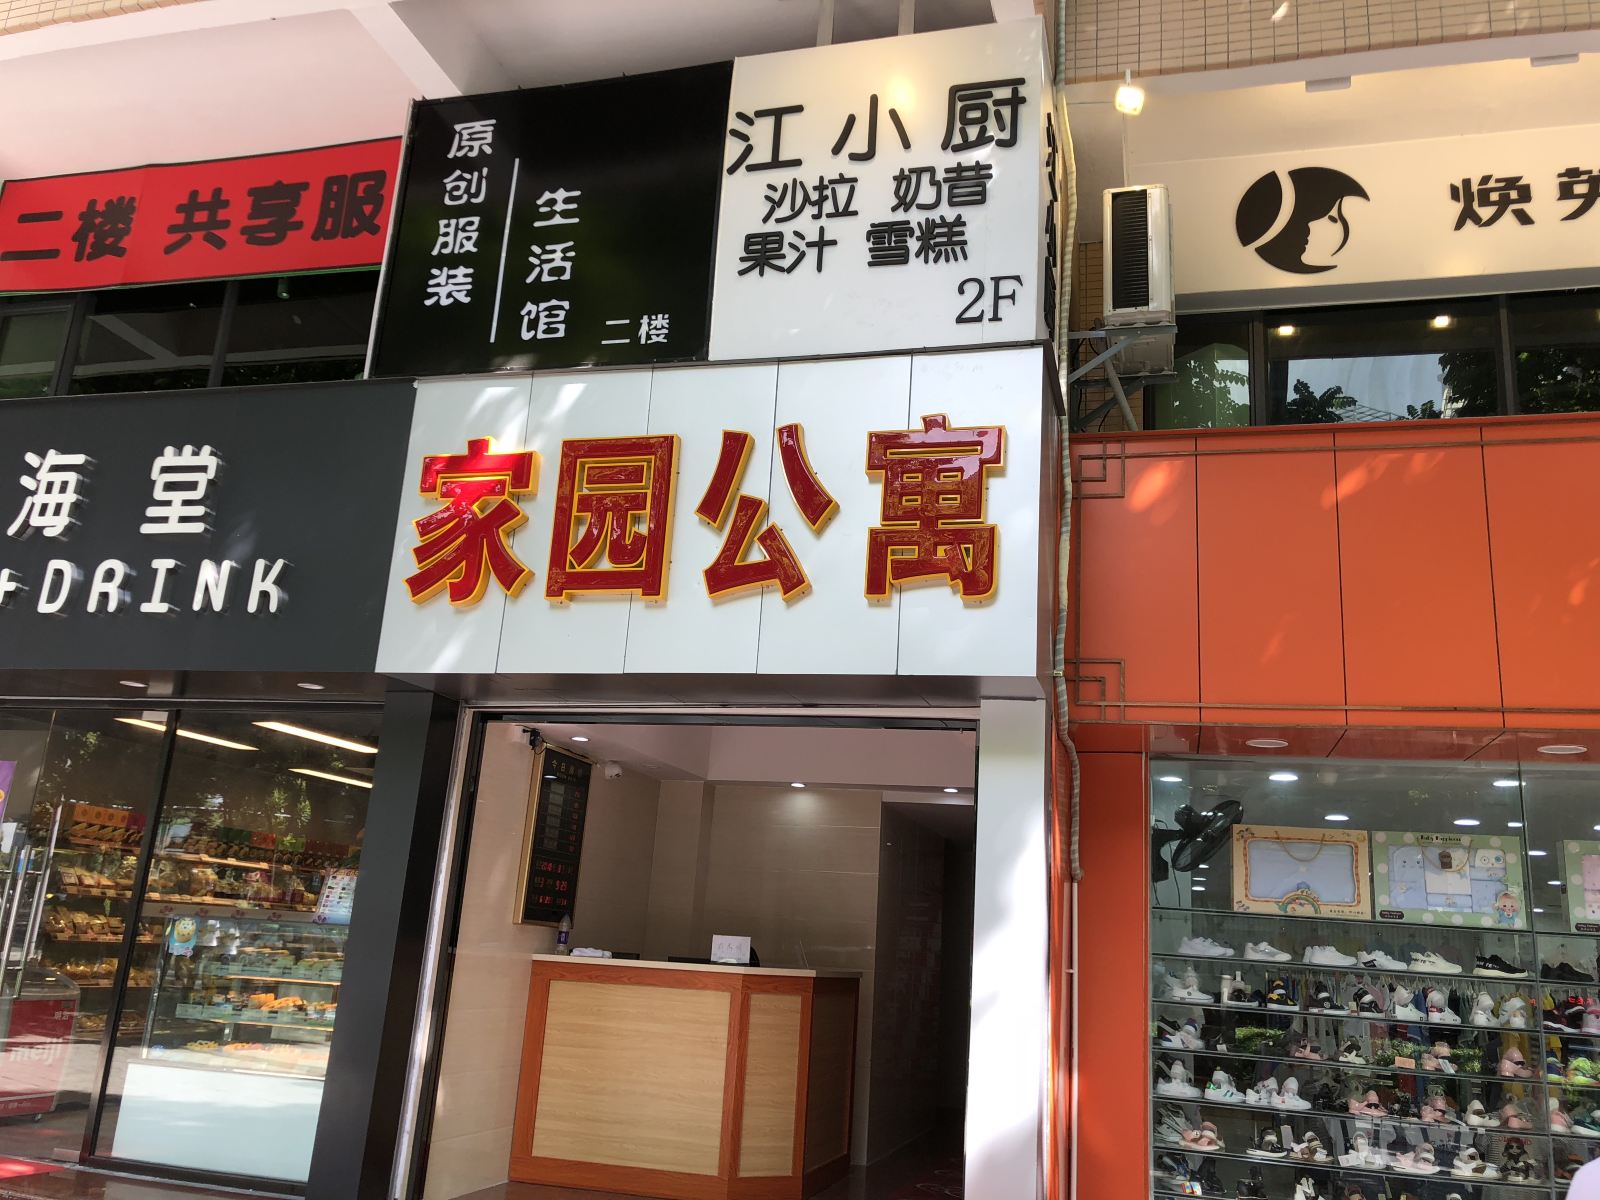 二楼 共享服
原创服装
生活馆
二楼
江小厨
沙拉 奶昔
果汁 雪糕
2F
焕英
海堂
+DRINK
家园公寓
meiji